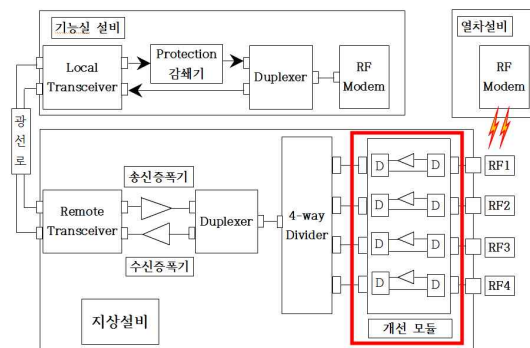 기능실 설비
열차설비
Protection
감쇄기
Local
Transceiver
Duplexer
RF
Modem
RF
Modem
광선로
송신증폭기
Remote
Transceiver
Duplexer
4-way
Divider
수신증폭기
D
D
RF1
D
D
RF2
D
D
RF3
D
D
RF4
지상설비
개선 모듈